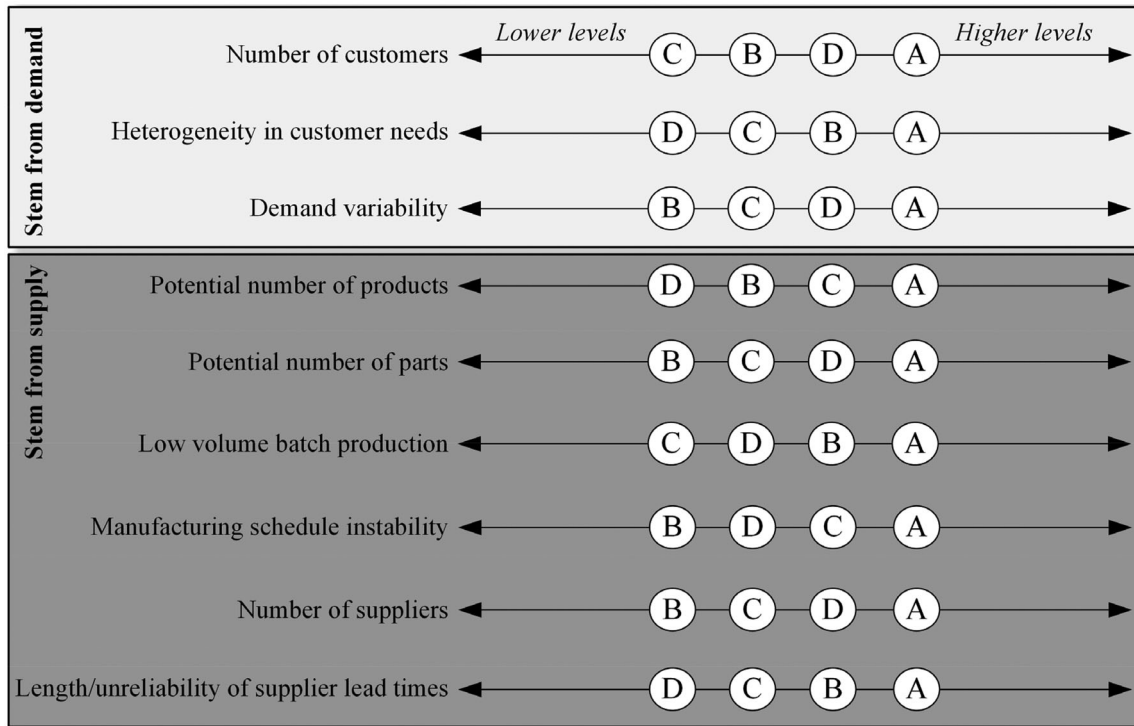 Stem from demand
Lower levels
Higher levels
Number of customers
C B D A
Heterogeneity in customer needs
D C B A
Demand variability
B C D A
Stem from supply
Potential number of products
D B C A
Potential number of parts
B C D A
Low volume batch production
C D B A
Manufacturing schedule instability
B D C A
Number of suppliers
B C D A
Length/unreliability of supplier lead times
D C B A